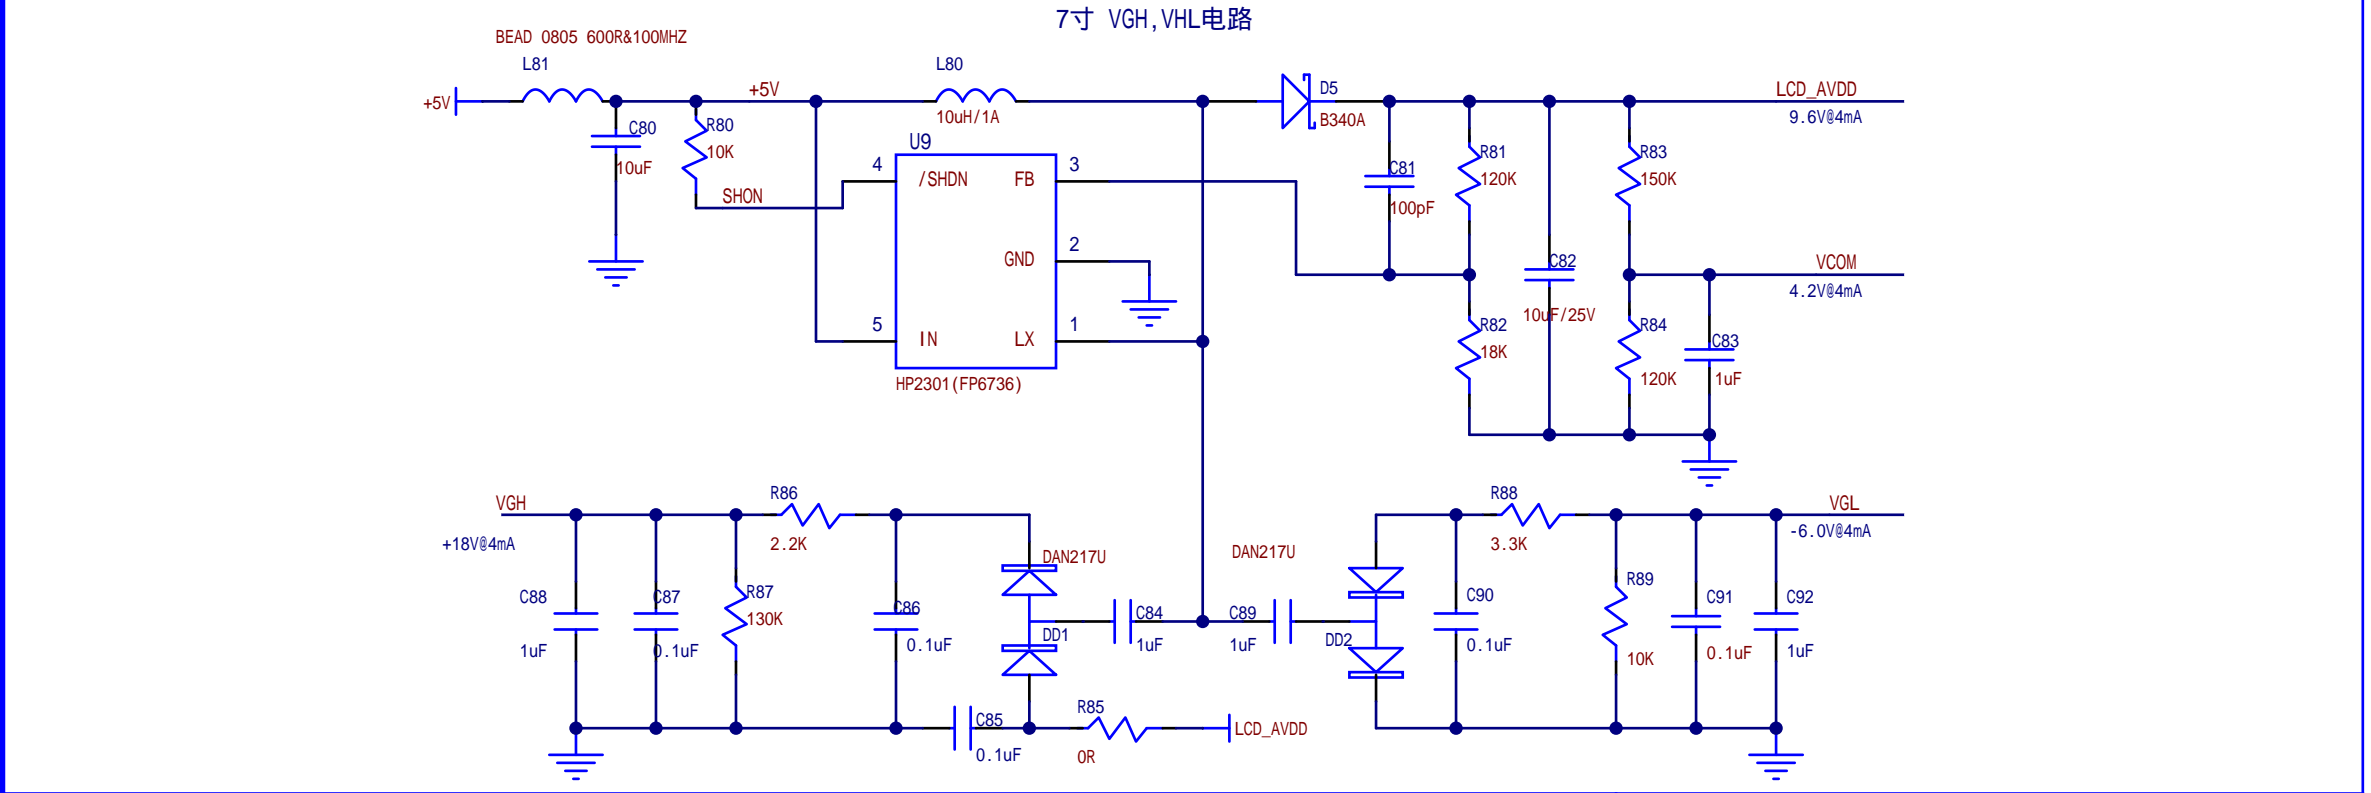 7寸 VGH,VHL电路
BEAD 0805 600R&100MHZ
L81
+5V
C80
10uF
R80
10K
+5V
SHON
L80
10uH/1A
U9
4
/SHDN
FB
3
GND
2
5
IN
LX
1
HP2301(FP6736)
D5
B340A
C81
100pF
R81
120K
R82
18K
C82
10uF/25V
R83
150K
R84
120K
C83
1uF
LCD_AVDD
9.6V@4mA
VCOM
4.2V@4mA
VGH
+18V@4mA
C88
1uF
C87
0.1uF
R87
130K
R86
2.2K
C86
0.1uF
DAN217U
DD1
C84
1uF
C85
0.1uF
R85
0R
LCD_AVDD
C89
1uF
DAN217U
DD2
C90
0.1uF
R88
3.3K
R89
10K
C91
0.1uF
C92
1uF
VGL
-6.0V@4mA